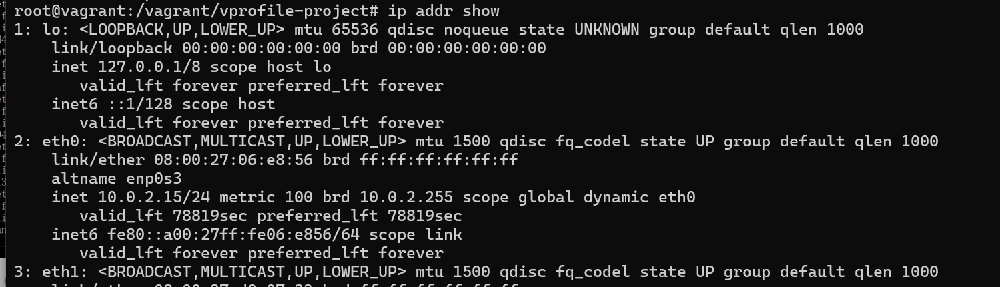 root@vagrant:/vagrant/vprofile-project# ip addr show
1: lo: <LOOPBACK,UP,LOWER_UP> mtu 65536 qdisc noqueue state UNKNOWN group default qlen 1000
    link/loopback 00:00:00:00:00:00 brd 00:00:00:00:00:00
    inet 127.0.0.1/8 scope host lo
       valid_lft forever preferred_lft forever
    inet6 ::1/128 scope host
       valid_lft forever preferred_lft forever
2: eth0: <BROADCAST,MULTICAST,UP,LOWER_UP> mtu 1500 qdisc fq_codel state UP group default qlen 1000
    link/ether 08:00:27:06:e8:56 brd ff:ff:ff:ff:ff:ff
    altname enp0s3
    inet 10.0.2.15/24 metric 100 brd 10.0.2.255 scope global dynamic eth0
       valid_lft 78819sec preferred_lft 78819sec
    inet6 fe80::a00:27ff:fe06:e856/64 scope link
       valid_lft forever preferred_lft forever
3: eth1: <BROADCAST,MULTICAST,UP,LOWER_UP> mtu 1500 qdisc fq_codel state UP group default qlen 1000